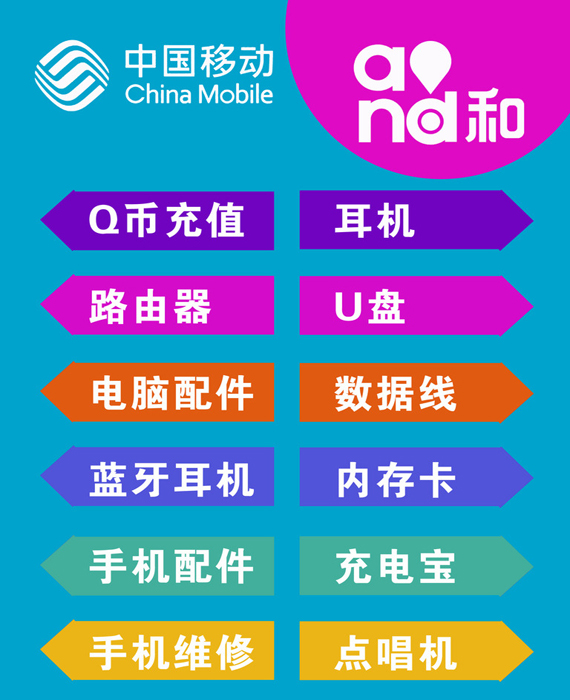 中国移动
China Mobile
and和
Q币充值
耳机
路由器
U盘
电脑配件
数据线
蓝牙耳机
内存卡
手机配件
充电宝
手机维修
点唱机